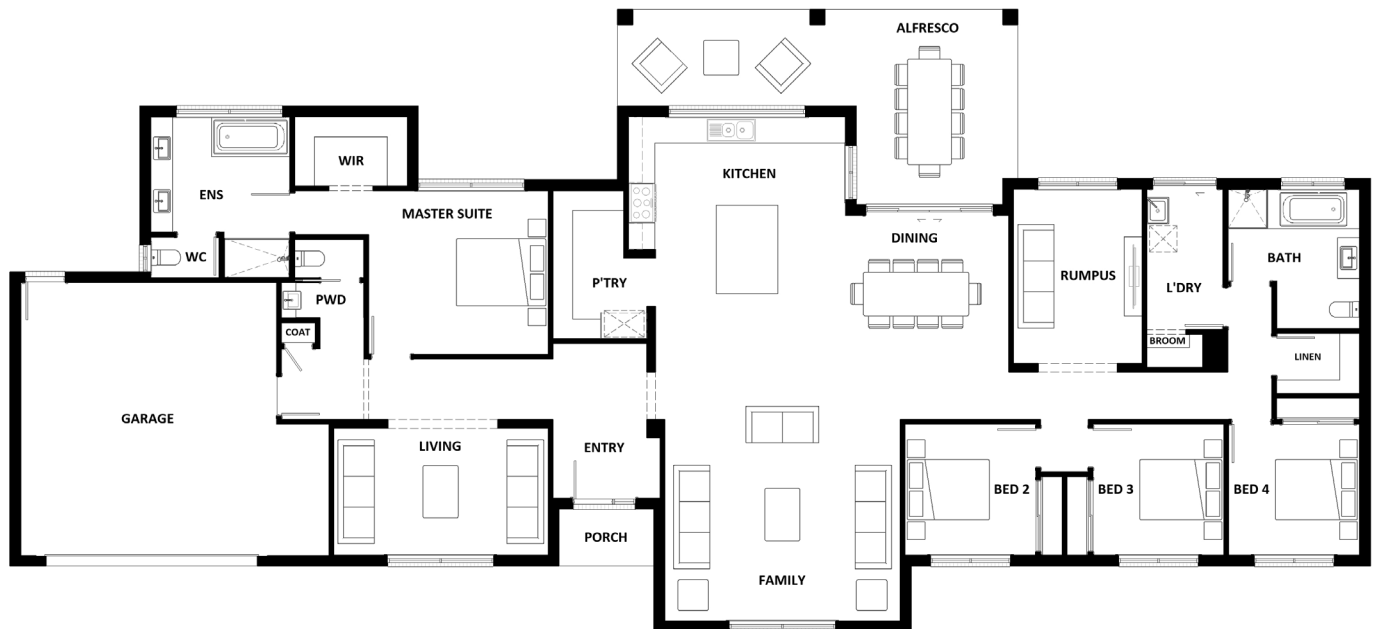 ALFRESCO
WIR
KITCHEN
ENS
MASTER SUITE
DINING
WC
BATH
RUMPUS
P'TRY
L'DRY
PWD
COAT
BROOM
LINEN
GARAGE
LIVING
ENTRY
BED 2
BED 3
BED 4
PORCH
FAMILY